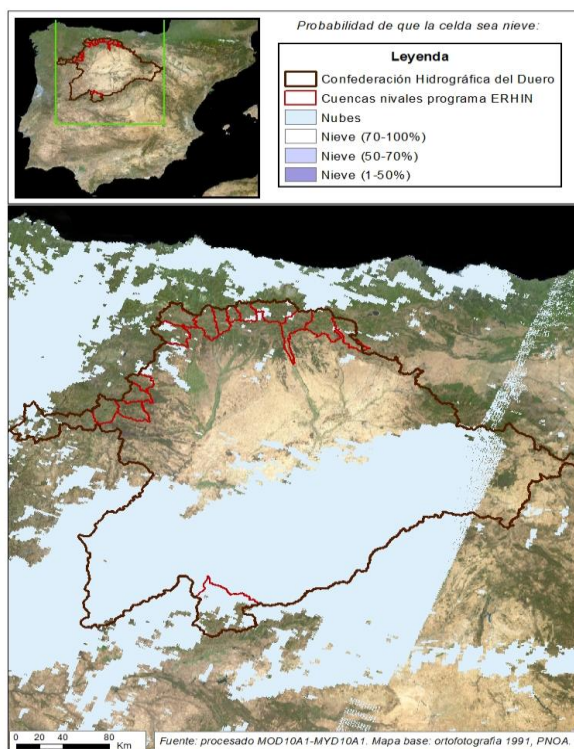 Probabilidad de que la celda sea nieve:
Leyenda
Confederación Hidrográfica del Duero
Cuencas nivales programa ERHIN
Nubes
Nieve (70-100%)
Nieve (50-70%)
Nieve (1-50%)
0 20 40 80
Km
Fuente: procesado MOD10A1-MYD10A1. Mapa base: ortofotografía 1991, PNOA.